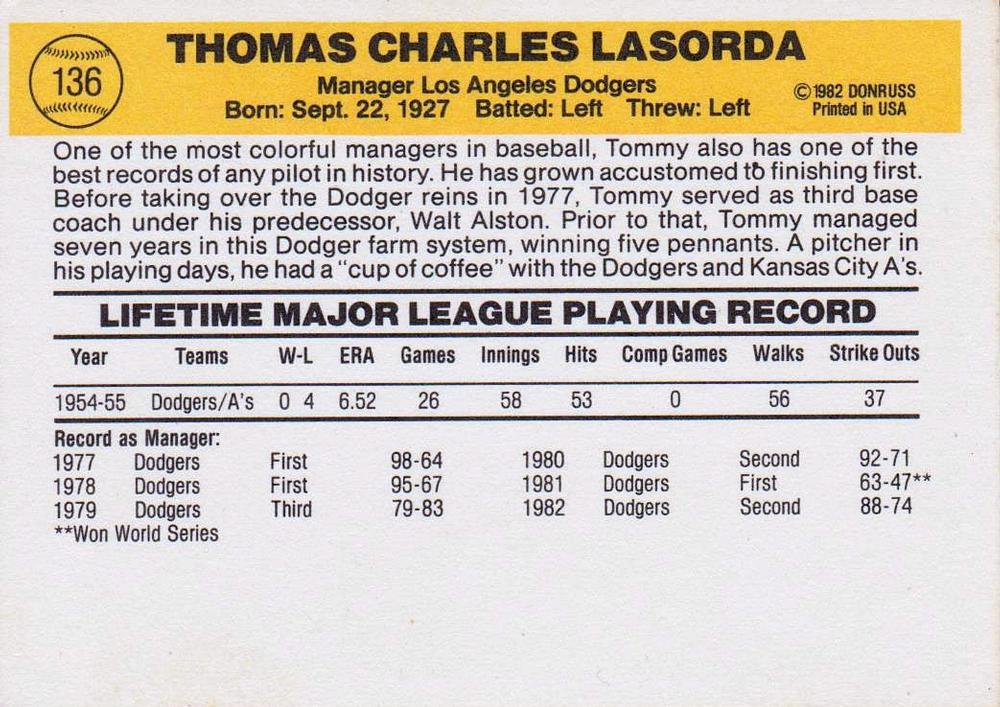 136
THOMAS CHARLES LASORDA
Manager Los Angeles Dodgers
Born: Sept. 22, 1927 Batted: Left Threw: Left
©1982 DONRUSS
Printed in USA
One of the most colorful managers in baseball, Tommy also has one of the
best records of any pilot in history. He has grown accustomed to finishing first.
Before taking over the Dodger reins in 1977, Tommy served as third base
coach under his predecessor, Walt Alston. Prior to that, Tommy managed
seven years in this Dodger farm system, winning five pennants. A pitcher in
his playing days, he had a "cup of coffee" with the Dodgers and Kansas City A's.
LIFETIME MAJOR LEAGUE PLAYING RECORD
Year Teams W-L ERA Games Innings Hits Comp Games Walks Strike Outs
1954-55 Dodgers/A's 0 4 6.52 26 58 53 0 56 37
Record as Manager:
1977 Dodgers First 98-64 1980 Dodgers Second 92-71
1978 Dodgers First 95-67 1981 Dodgers First 63-47**
1979 Dodgers Third 79-83 1982 Dodgers Second 88-74
**Won World Series